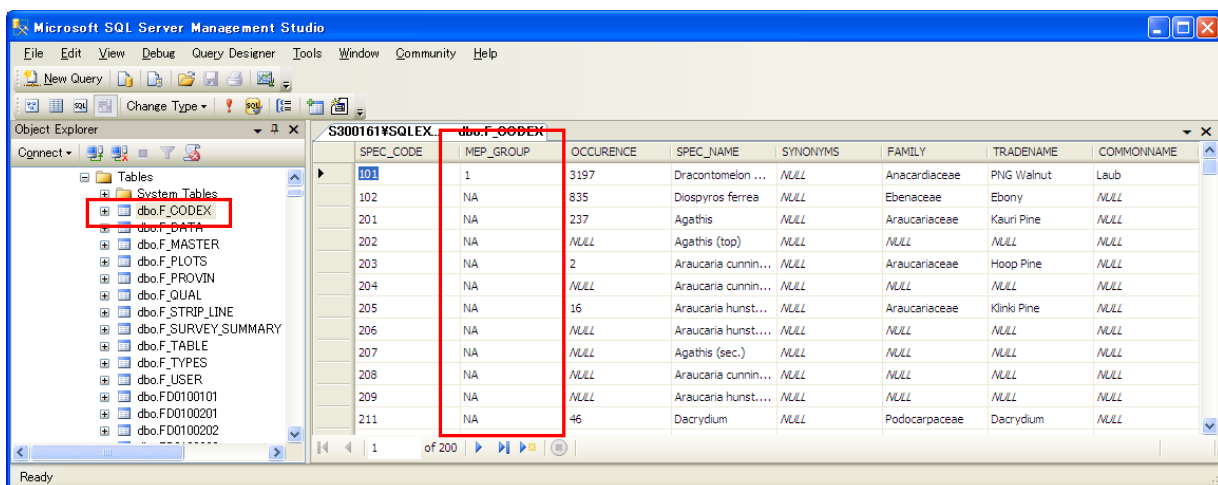 Microsoft SQL Server Management Studio
File Edit View Debug Query Designer Tools Window Community Help
New Query
Change Type
Object Explorer
S300161¥SQLEX... dbo.F_CODEX
Connect
Tables
System Tables
dbo.F_CODEX
dbo.F_DATA
dbo.F_MASTER
dbo.F_PLOTS
dbo.F_PROVIN
dbo.F_QUAL
dbo.F_STRIP_LINE
dbo.F_SURVEY_SUMMARY
dbo.F_TABLE
dbo.F_TYPES
dbo.F_USER
dbo.FD0100101
dbo.FD0100201
dbo.FD0100202
SPEC_CODE MEP_GROUP OCCURENCE SPEC_NAME SYNONYMS FAMILY TRADENAME COMMONNAME
101 1 3197 Dracontomelon ... NULL Anacardiaceae PNG Walnut Laub
102 NA 835 Diospyros ferrea NULL Ebenaceae Ebony NULL
201 NA 237 Agathis NULL Araucariaceae Kauri Pine NULL
202 NA NULL Agathis (top) NULL NULL NULL NULL
203 NA 2 Araucaria cunnin... NULL Araucariaceae Hoop Pine NULL
204 NA NULL Araucaria cunnin... NULL NULL NULL NULL
205 NA 16 Araucaria hunst... NULL Araucariaceae Klinki Pine NULL
206 NA NULL Araucaria hunst.... NULL NULL NULL NULL
207 NA NULL Agathis (sec.) NULL NULL NULL NULL
208 NA NULL Araucaria cunnin... NULL NULL NULL NULL
209 NA NULL Araucaria hunst.... NULL NULL NULL NULL
211 NA 46 Dacrydium NULL Podocarpaceae Dacrydium NULL
1 of 200
Ready